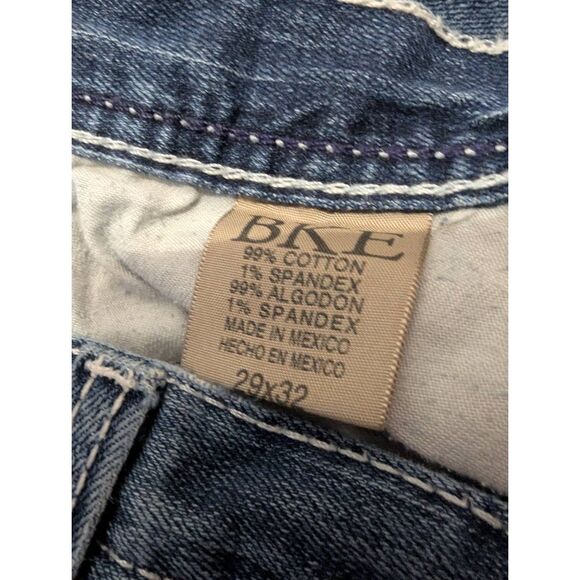 BKE
99% COTTON
1% SPANDEX
99% ALGODON
1% SPANDEX
MADE IN MEXICO
HECHO EN MEXICO
29x32